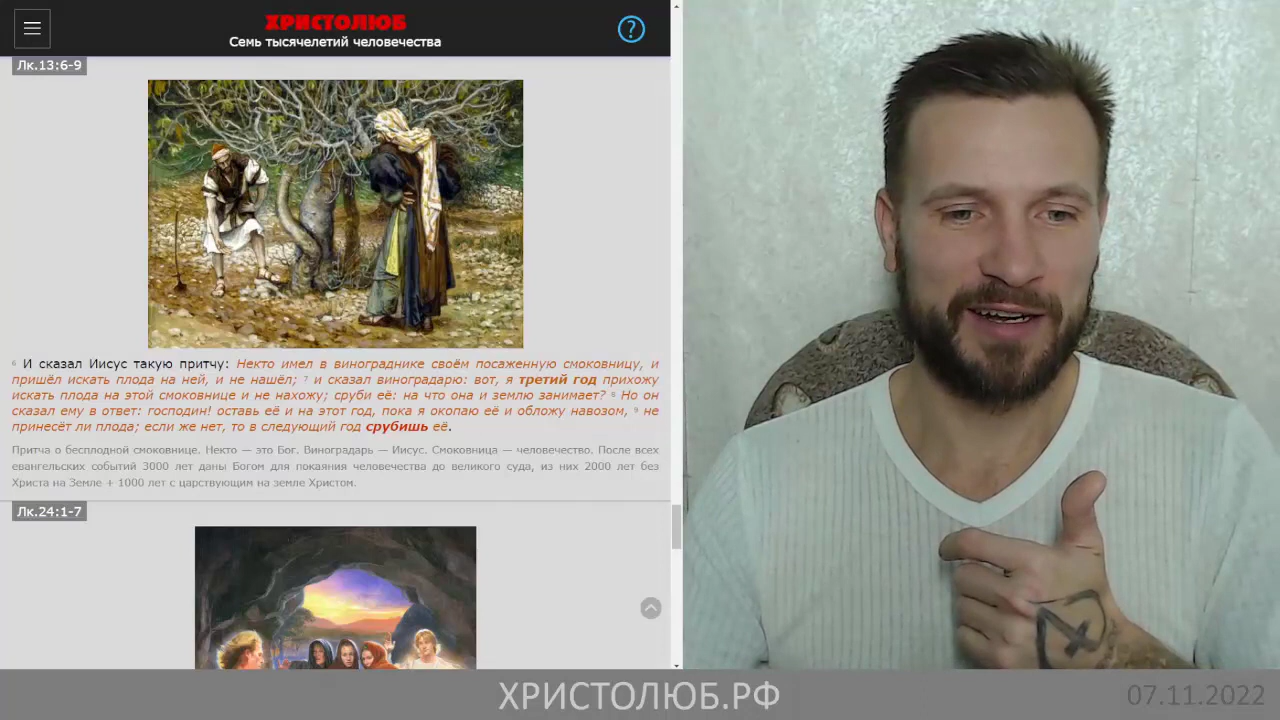 ХРИСТОЛЮБ
Семь тысячелетий человечества
?
Лк.13:6-9
6 И сказал Иисус такую притчу: Некто имел в винограднике своём посаженную смоковницу, и
пришёл искать плода на ней, и не нашёл; 7 и сказал виноградарю: вот, я третий год прихожу
искать плода на этой смоковнице и не нахожу; сруби её: на что она и землю занимает? 8 Но он
сказал ему в ответ: господин! оставь её и на этот год, пока я окопаю её и обложу навозом, 9 не
принесёт ли плода; если же нет, то в следующий год срубишь её.
Притча о бесплодной смоковнице. Некто — это Бог. Виноградарь — Иисус. Смоковница — человечество. После всех
евангельских событий 3000 лет даны Богом для покаяния человечества до великого суда, из них 2000 лет без
Христа на Земле + 1000 лет с царствующим на земле Христом.
Лк.24:1-7
ХРИСТОЛЮБ.РФ
07.11.2022